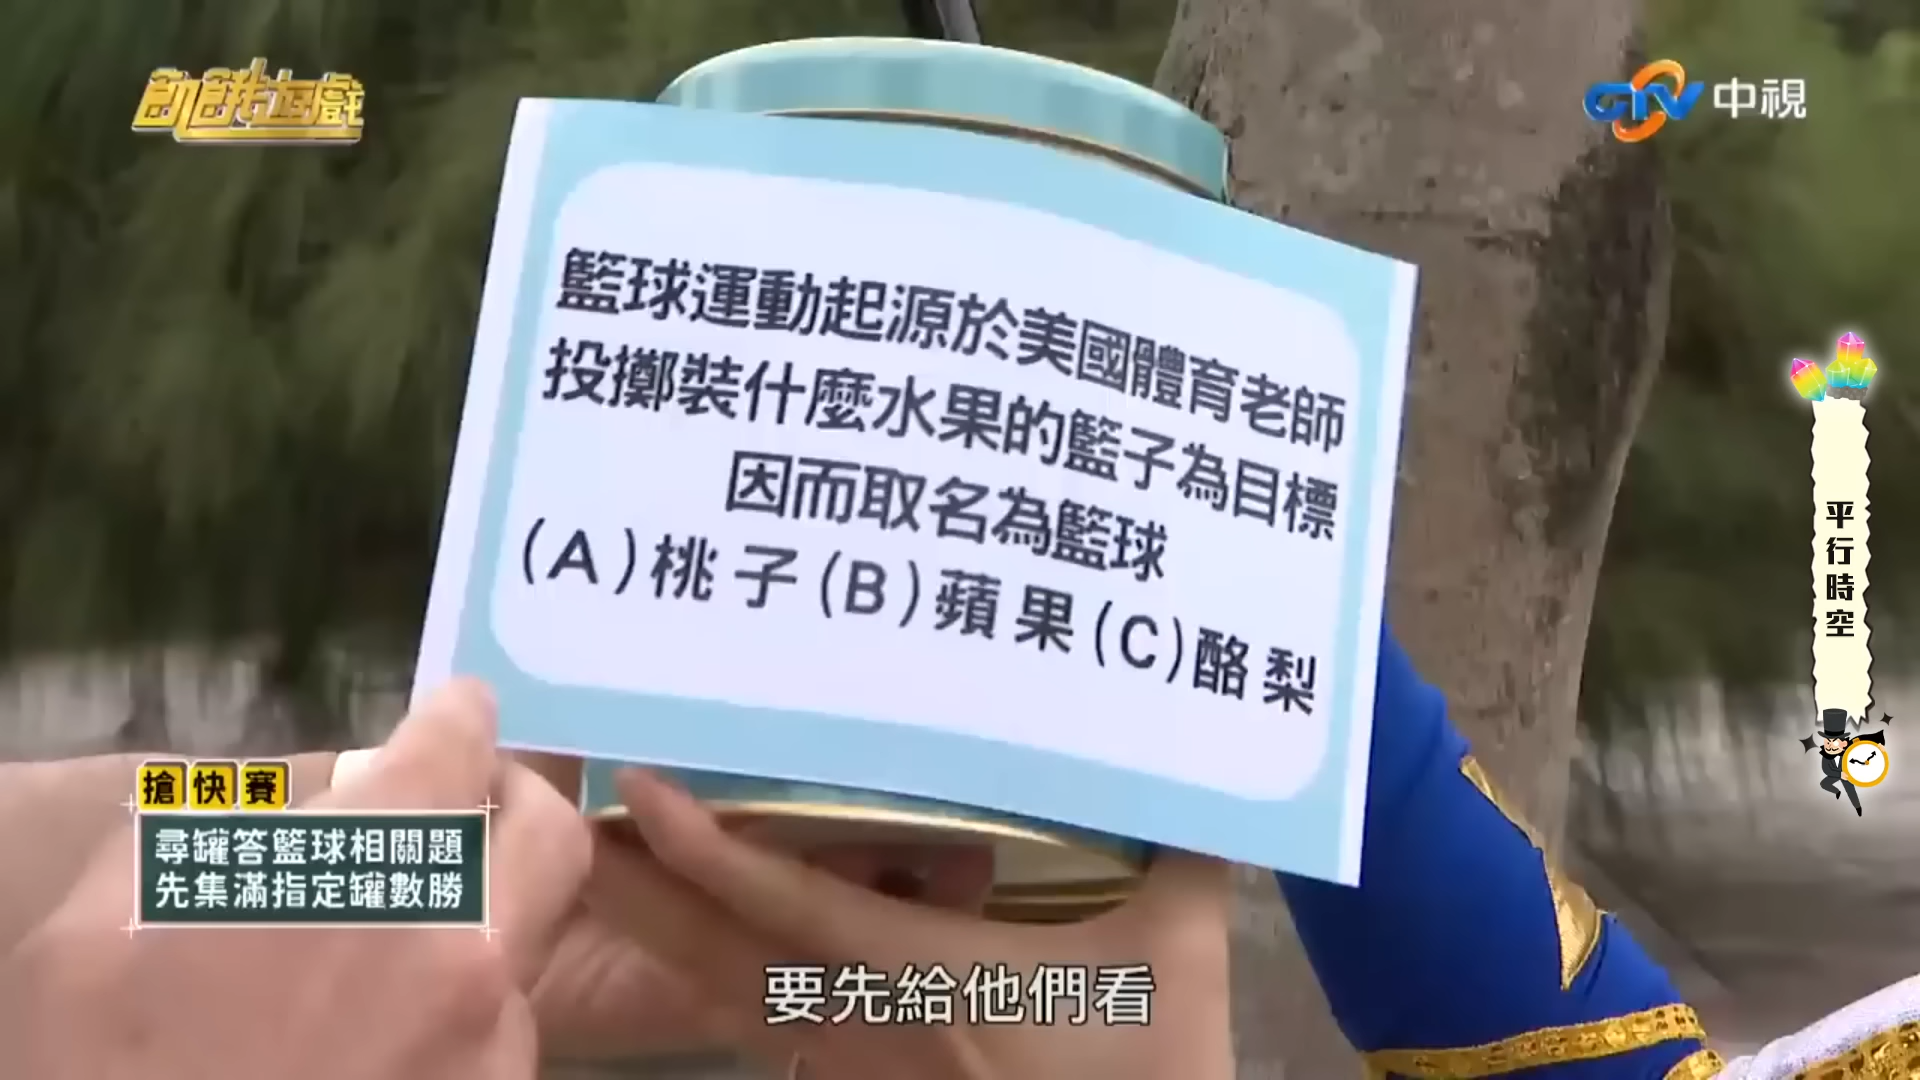 飢餓遊戲
CTV 中視
籃球運動起源於美國體育老師
投擲裝什麼水果的籃子為目標
因而取名為籃球
(A)桃子(B)蘋果(C)酪梨
平行時空
搶快賽
尋罐答籃球相關題
先集滿指定罐數勝
要先給他們看